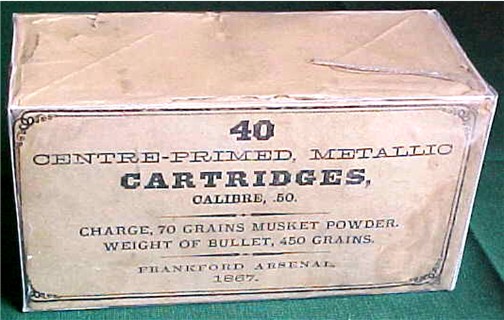 40
CENTRE-PRIMED, METALLIC
CARTRIDGES,
CALIBRE, .50.
CHARGE, 70 GRAINS MUSKET POWDER.
WEIGHT OF BULLET, 450 GRAINS.
FRANKFORD ARSENAL,
1867.